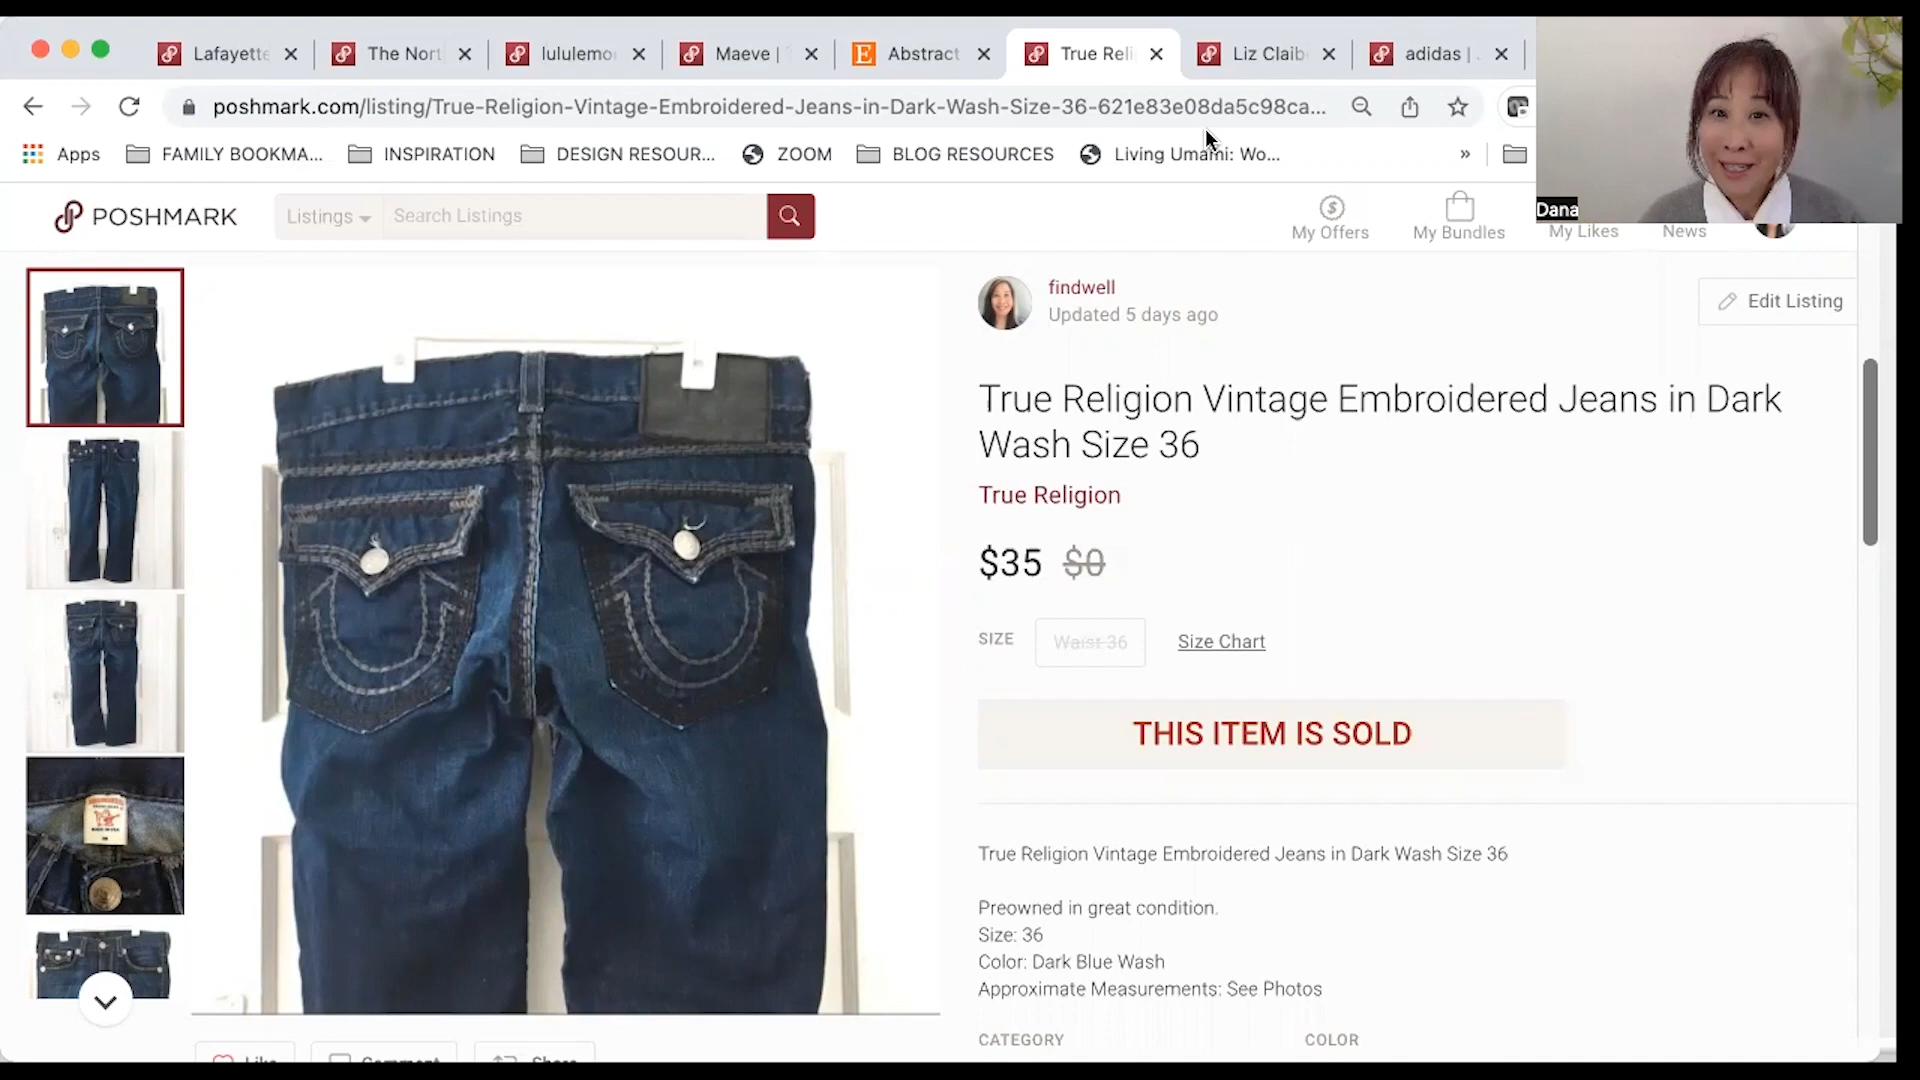 Lafayette
The Nort
lululemo
Maeve |
Abstract
True Reli
Liz Claib
adidas | .
poshmark.com/listing/True-Religion-Vintage-Embroidered-Jeans-in-Dark-Wash-Size-36-621e83e08da5c98ca...
Apps
FAMILY BOOKMA...
INSPIRATION
DESIGN RESOUR...
ZOOM
BLOG RESOURCES
Living Umami: Wo...
»
Dana
POSHMARK
Listings
Search Listings
My Offers
My Bundles
My Likes
News
findwell
Updated 5 days ago
Edit Listing
True Religion Vintage Embroidered Jeans in Dark
Wash Size 36
True Religion
$35 $0
SIZE
Waist 36
Size Chart
THIS ITEM IS SOLD
True Religion Vintage Embroidered Jeans in Dark Wash Size 36
Preowned in great condition.
Size: 36
Color: Dark Blue Wash
Approximate Measurements: See Photos
CATEGORY
COLOR
Like
Comment
Share